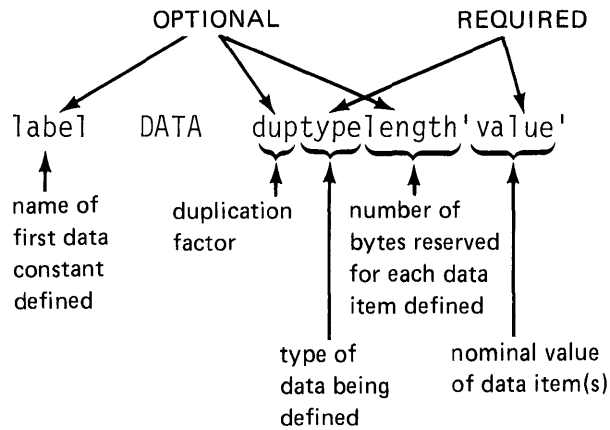 OPTIONAL REQUIRED
label DATA duptypelength'value'
name of
first data
constant
defined
duplication
factor
number of
bytes reserved
for each data
item defined
type of
data being
defined
nominal value
of data item(s)